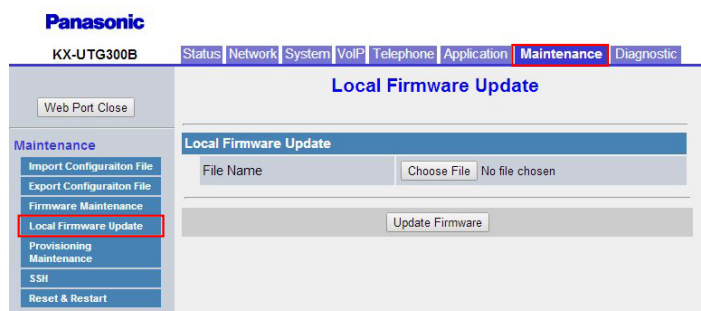 Panasonic
KX-UTG300B
Status Network System VoIP Telephone Application Maintenance Diagnostic
Web Port Close
Maintenance
Import Configuraiton File
Export Configuraiton File
Firmware Maintenance
Local Firmware Update
Provisioning
Maintenance
SSH
Reset & Restart
Local Firmware Update
Local Firmware Update
File Name Choose File No file chosen
Update Firmware